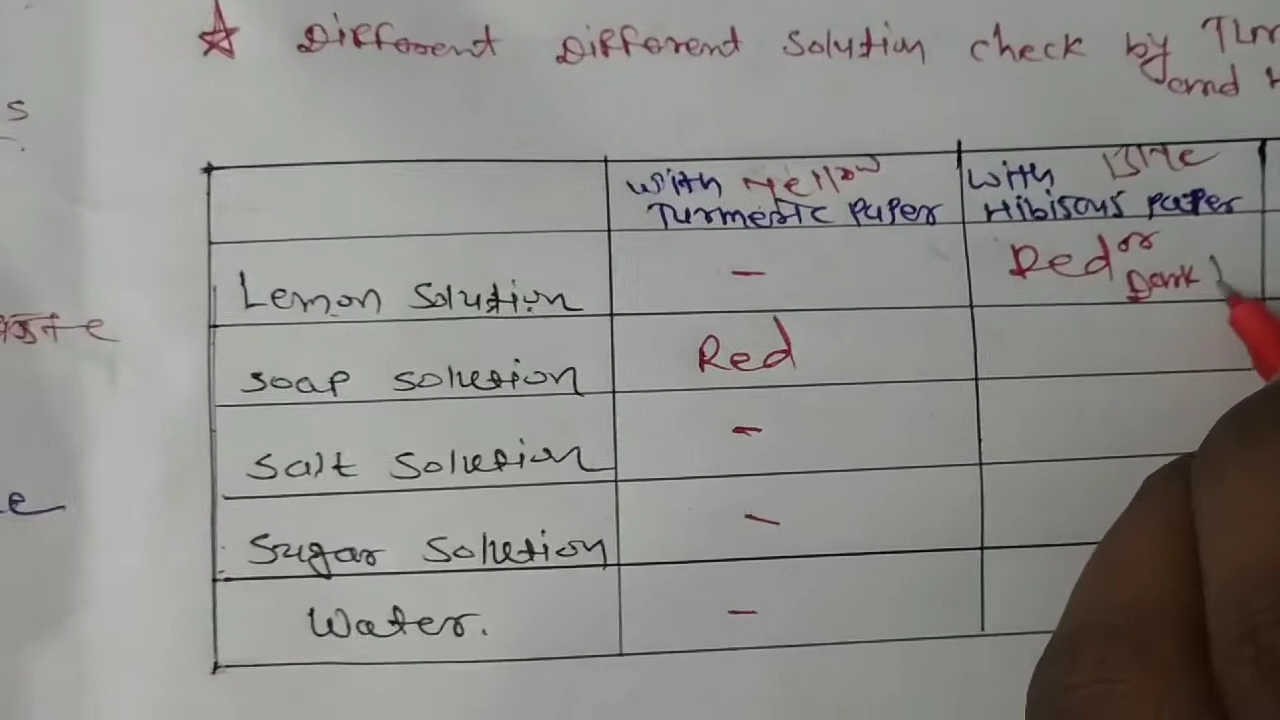 ☆ Different Different Solution check by
and
s
With Yellow
Turmeric Paper
With
Hibiscus paper
Lemon Solution
-
Red or
Dark
Soap solution
Red
Salt solution
-
Sugar solution
-
Water.
-
e